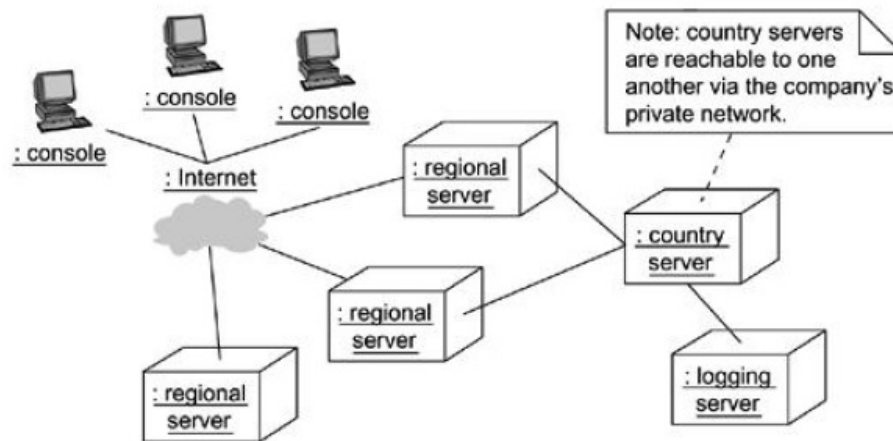 : console
: console
: console
: Internet
Note: country servers
are reachable to one
another via the company's
private network.
: regional
server
: country
server
: regional
server
: regional
server
: logging
server